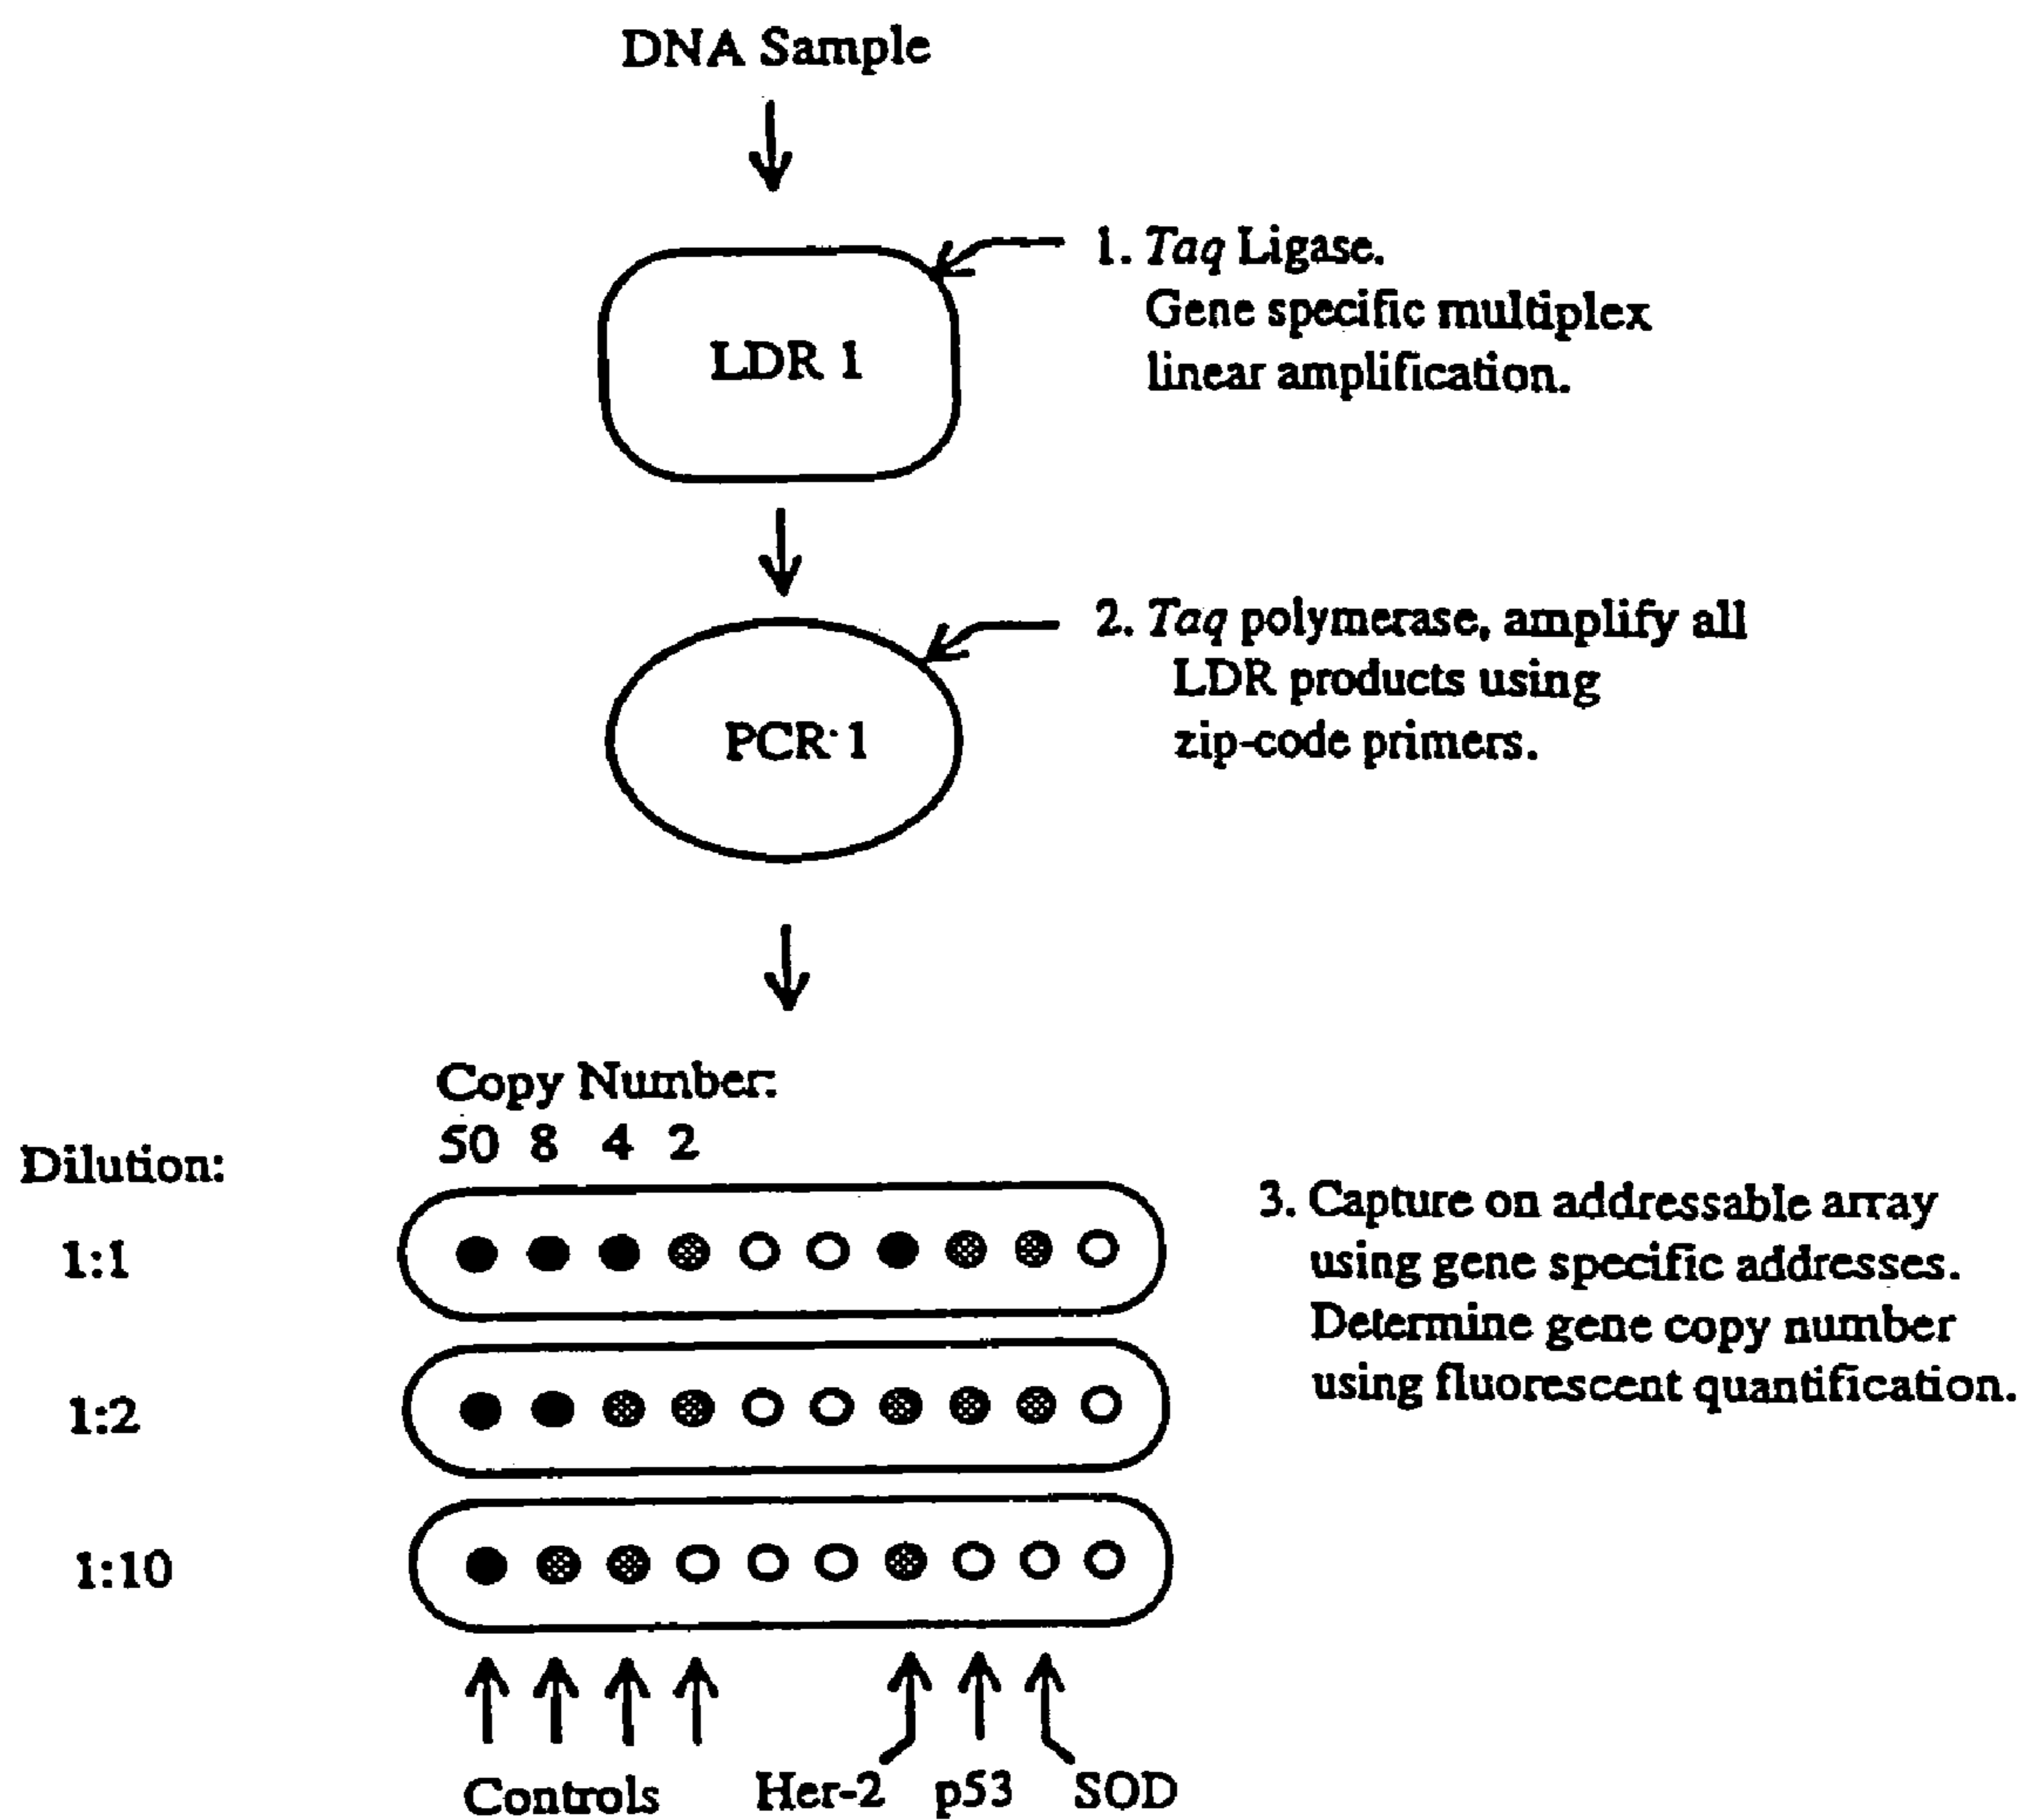 DNA Sample
1. Taq Ligase.
Gene specific multiplex
linear amplification.
LDR 1
2. Taq polymerase, amplify all
LDR products using
zip-code primers.
PCR 1
Copy Number:
50 8 4 2
Dilution:
1:1
3. Capture on addressable array
using gene specific addresses.
Determine gene copy number
using fluorescent quantification.
1:2
1:10
Controls
Her-2
p53
SOD